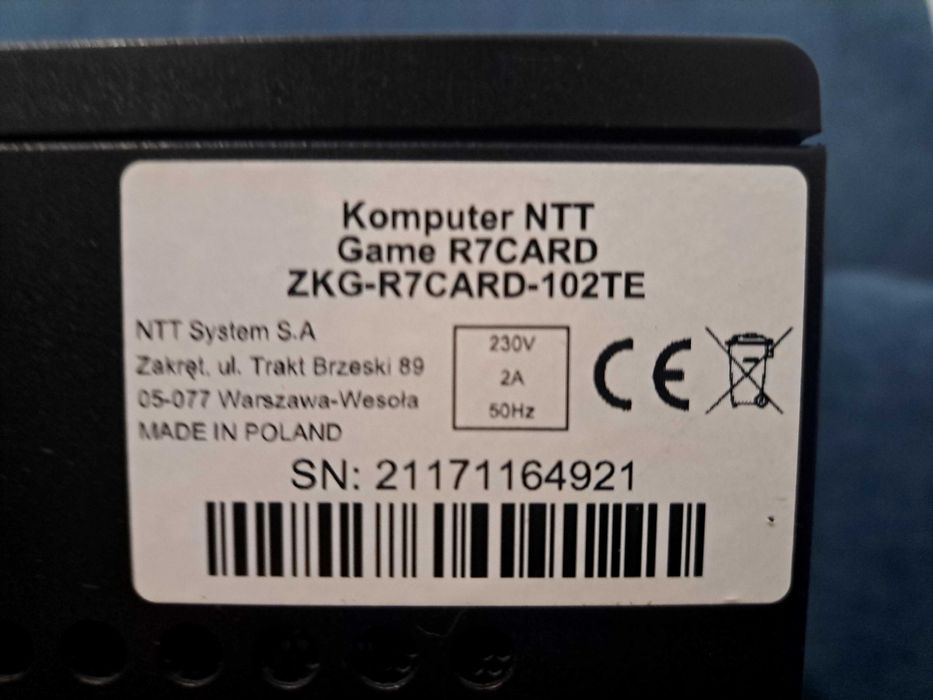 Komputer NTT
Game R7CARD
ZKG-R7CARD-102TE
NTT System S.A
Zakręt, ul. Trakt Brzeski 89
05-077 Warszawa-Wesoła
MADE IN POLAND
230V
2A
50Hz
CE
SN: 21171164921